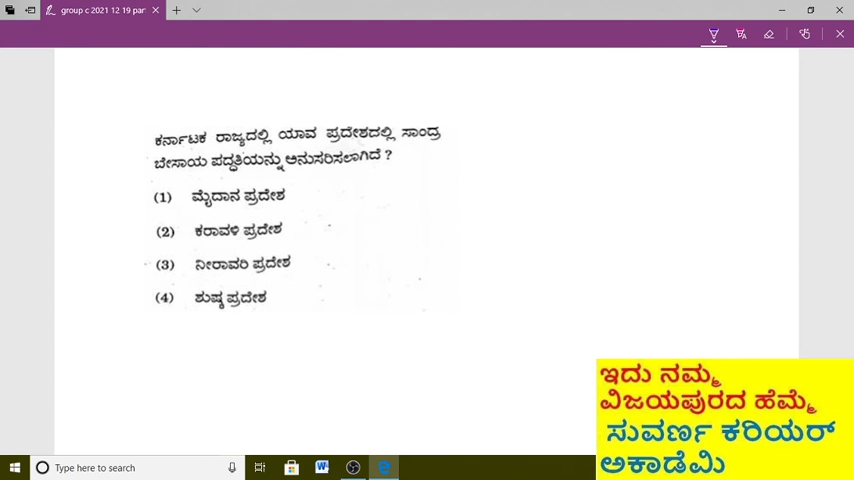 group c 2021 12 19 par
ಕರ್ನಾಟಕ ರಾಜ್ಯದಲ್ಲಿ ಯಾವ ಪ್ರದೇಶದಲ್ಲಿ ಸಾಂದ್ರ
ಬೇಸಾಯ ಪದ್ಧತಿಯನ್ನು ಅನುಸರಿಸಲಾಗಿದೆ ?
(1) ಮೈದಾನ ಪ್ರದೇಶ
(2) ಕರಾವಳಿ ಪ್ರದೇಶ
(3) ನೀರಾವರಿ ಪ್ರದೇಶ
(4) ಶುಷ್ಕ ಪ್ರದೇಶ
ಇದು ನಮ್ಮ
ವಿಜಯಪುರದ ಹೆಮ್ಮೆ
ಸುವರ್ಣ ಕರಿಯರ್
ಅಕಾಡೆಮಿ
Type here to search